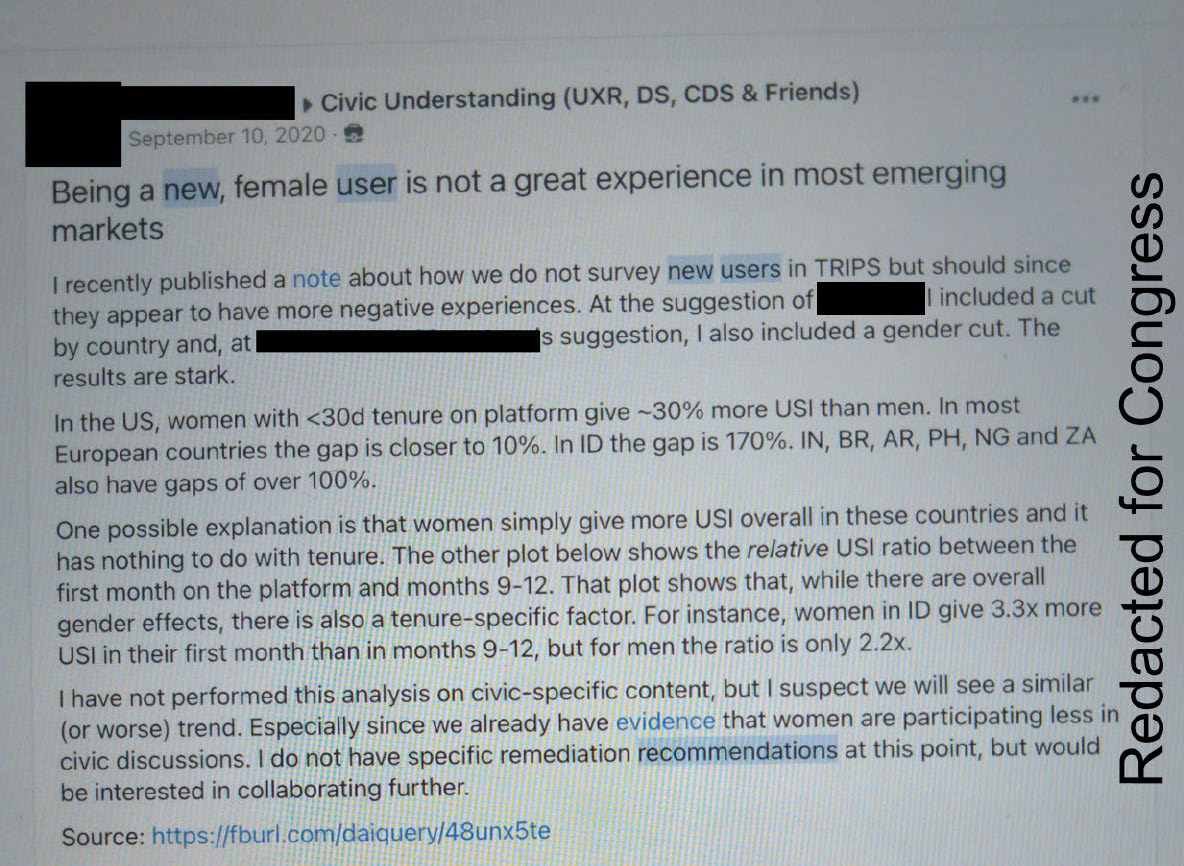 Civic Understanding (UXR, DS, CDS & Friends)
September 10, 2020 ·
Being a new, female user is not a great experience in most emerging
markets
I recently published a note about how we do not survey new users in TRIPS but should since
they appear to have more negative experiences. At the suggestion of I included a cut
by country and, at s suggestion, I also included a gender cut. The
results are stark.
In the US, women with <30d tenure on platform give ~30% more USI than men. In most
European countries the gap is closer to 10%. In ID the gap is 170%. IN, BR, AR, PH, NG and ZA
also have gaps of over 100%.
One possible explanation is that women simply give more USI overall in these countries and it
has nothing to do with tenure. The other plot below shows the relative USI ratio between the
first month on the platform and months 9-12. That plot shows that, while there are overall
gender effects, there is also a tenure-specific factor. For instance, women in ID give 3.3x more
USI in their first month than in months 9-12, but for men the ratio is only 2.2x.
I have not performed this analysis on civic-specific content, but I suspect we will see a similar
(or worse) trend. Especially since we already have evidence that women are participating less in
civic discussions. I do not have specific remediation recommendations at this point, but would
be interested in collaborating further.
Source: https://fburl.com/daiquery/48unx5te
Redacted for Congress